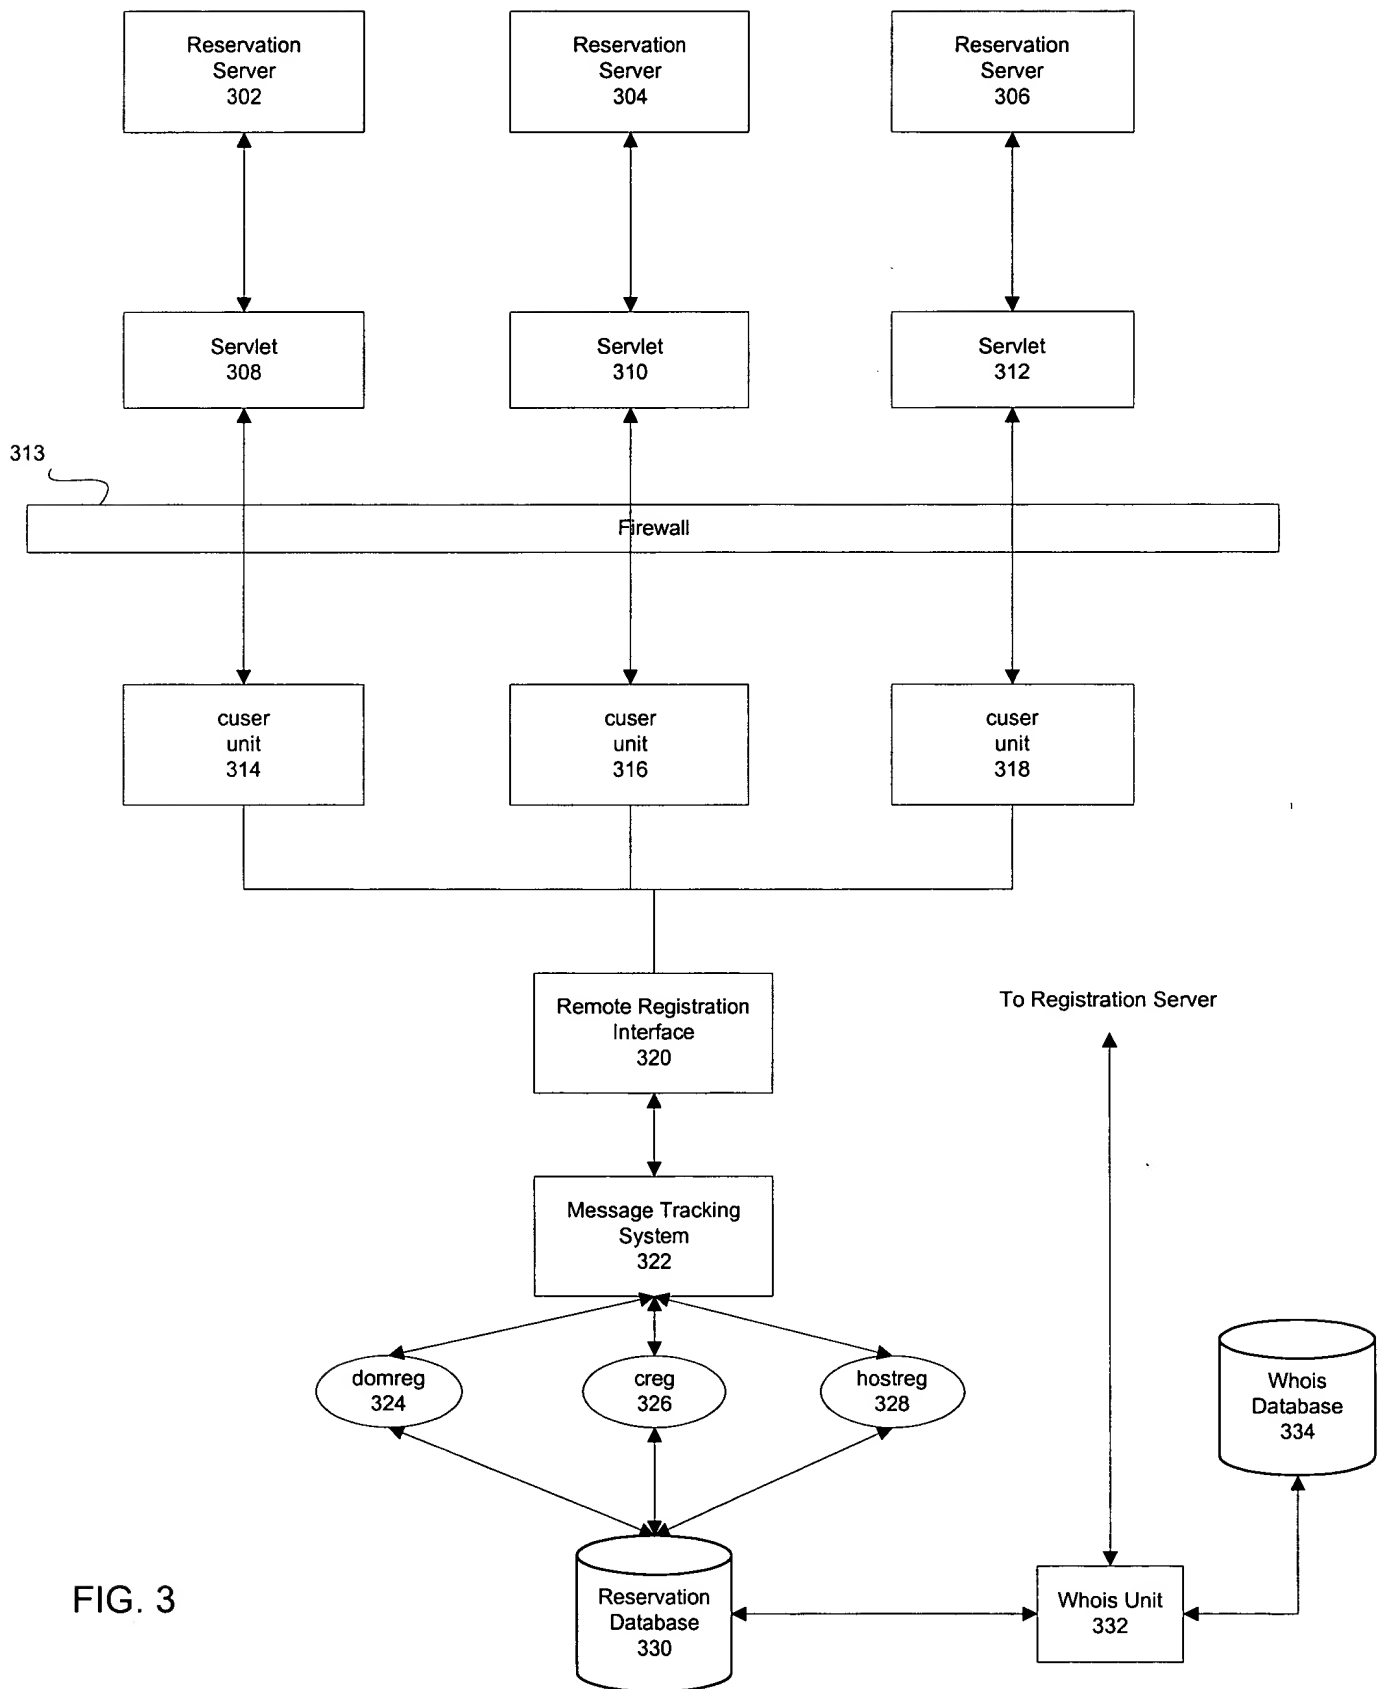 Reservation
Server
302
Reservation
Server
304
Reservation
Server
306
Servlet
308
Servlet
310
Servlet
312
313
Firewall
cuser
unit
314
cuser
unit
316
cuser
unit
318
Remote Registration
Interface
320
To Registration Server
Message Tracking
System
322
domreg
324
creg
326
hostreg
328
Whois
Database
334
Reservation
Database
330
Whois Unit
332
FIG. 3